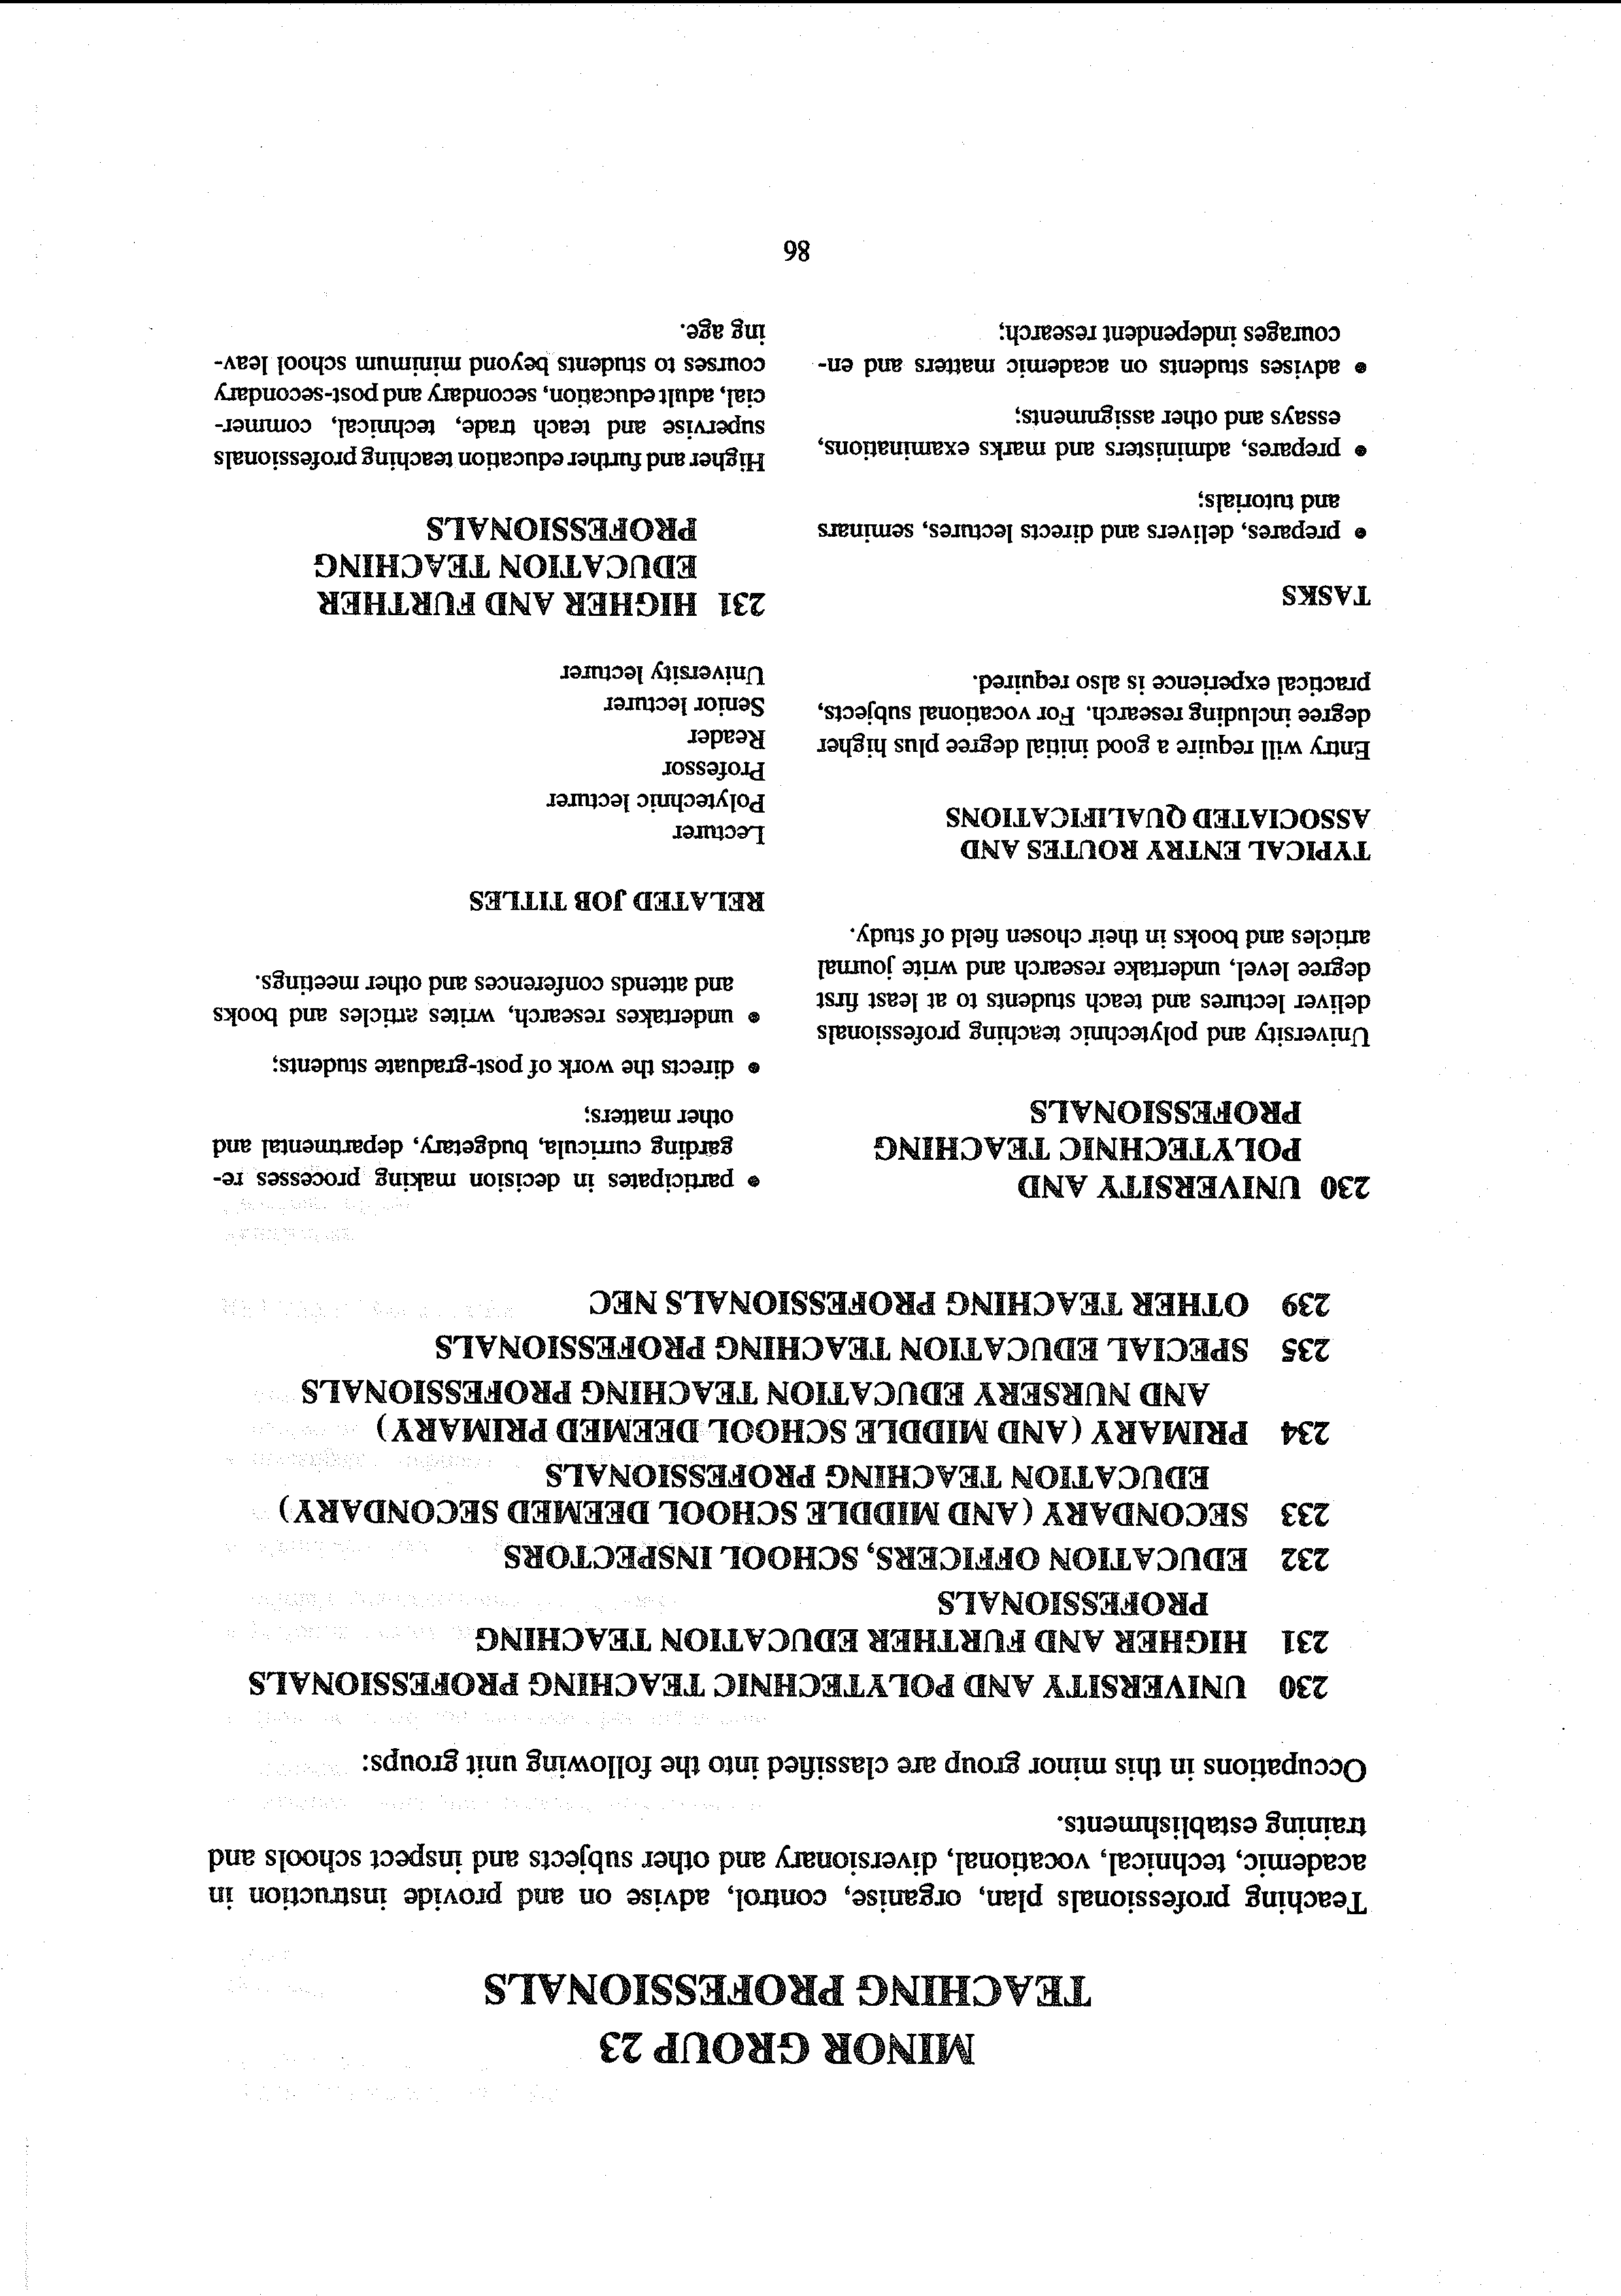 MINOR GROUP 23
TEACHING PROFESSIONALS
Teaching professionals plan, organise, control, advise on and provide instruction in
academic, technical, vocational, diversionary and other subjects and inspect schools and
training establishments.
Occupations in this minor group are classified into the following unit groups:
230 UNIVERSITY AND POLYTECHNIC TEACHING PROFESSIONALS
231 HIGHER AND FURTHER EDUCATION TEACHING
PROFESSIONALS
232 EDUCATION OFFICERS, SCHOOL INSPECTORS
233 SECONDARY (AND MIDDLE SCHOOL DEEMED SECONDARY)
EDUCATION TEACHING PROFESSIONALS
234 PRIMARY (AND MIDDLE SCHOOL DEEMED PRIMARY)
AND NURSERY EDUCATION TEACHING PROFESSIONALS
235 SPECIAL EDUCATION TEACHING PROFESSIONALS
239 OTHER TEACHING PROFESSIONALS NEC
230 UNIVERSITY AND
POLYTECHNIC TEACHING
PROFESSIONALS
University and polytechnic teaching professionals
deliver lectures and teach students to at least first
degree level, undertake research and write journal
articles and books in their chosen field of study.
TYPICAL ENTRY ROUTES AND
ASSOCIATED QUALIFICATIONS
Entry will require a good initial degree plus higher
degree including research. For vocational subjects,
practical experience is also required.
TASKS
• prepares, delivers and directs lectures, seminars
and tutorials;
• prepares, administers and marks examinations,
essays and other assignments;
• advises students on academic matters and en-
courages independent research;
• participates in decision making processes re-
garding curricula, budgetary, departmental and
other matters;
• directs the work of post-graduate students;
• undertakes research, writes articles and books
and attends conferences and other meetings.
RELATED JOB TITLES
Lecturer
Polytechnic lecturer
Professor
Reader
Senior lecturer
University lecturer
231 HIGHER AND FURTHER
EDUCATION TEACHING
PROFESSIONALS
Higher and further education teaching professionals
supervise and teach trade, technical, commer-
cial, adult education, secondary and post-secondary
courses to students beyond minimum school leav-
ing age.
86